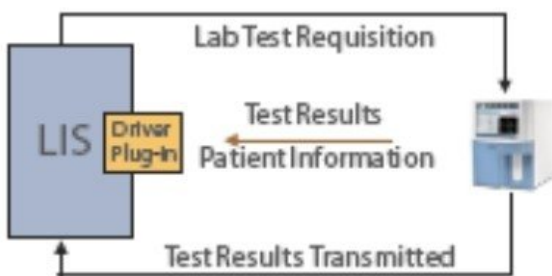 Lab Test Requisition
LIS
Driver
Plug-in
Test Results
Patient Information
Test Results Transmitted